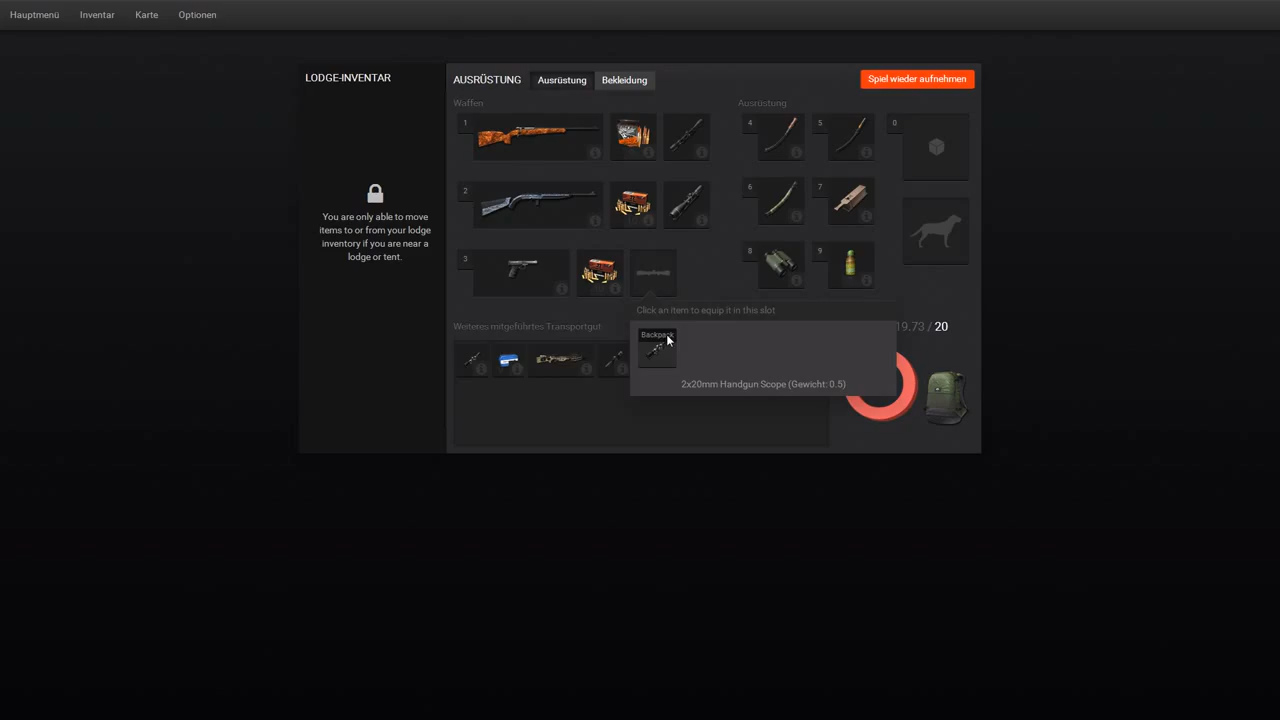 Hauptmenü Inventar Karte Optionen
LODGE-INVENTAR
You are only able to move
items to or from your lodge
inventory if you are near a
lodge or tent.
AUSRÜSTUNG Ausrüstung Bekleidung Spiel wieder aufnehmen
Waffen Ausrüstung
1 4 5 0
2 6 7
3 8 9
Click an item to equip it in this slot
Weiteres mitgeführtes Transportgut: 19.73 / 20
Backpack
2x20mm Handgun Scope (Gewicht: 0.5)